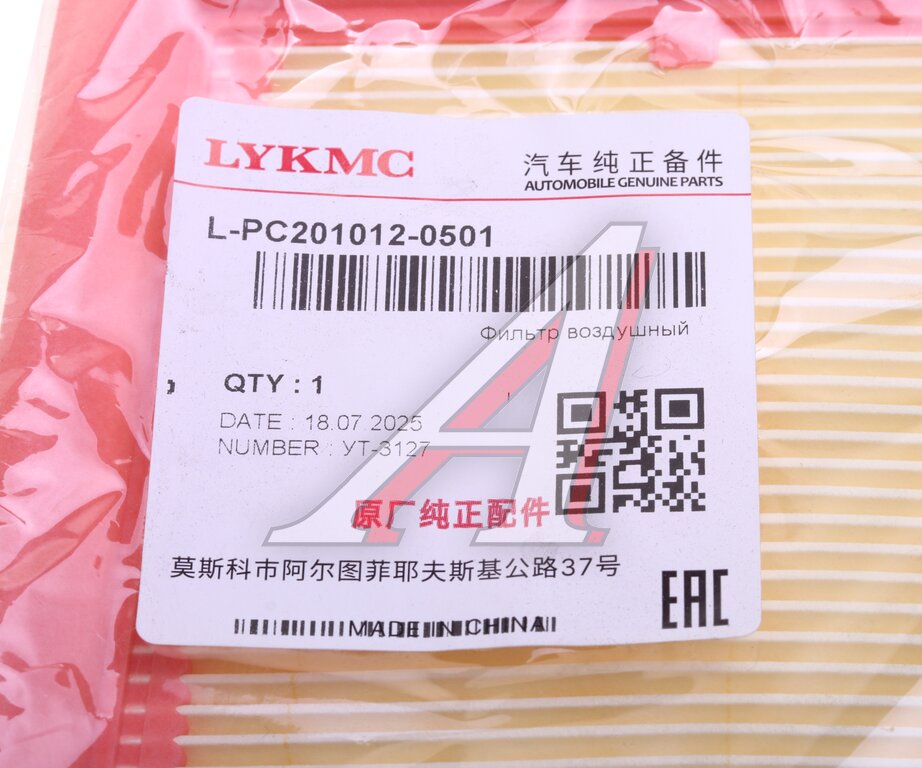 LYKMC
汽车纯正备件
AUTOMOBILE GENUINE PARTS
L-PC201012-0501
Фильтр воздушный
QTY : 1
DATE : 18.07.2025
NUMBER : УТ-3127
原厂纯正配件
莫斯科市阿尔图菲耶夫斯基公路37号
EAC
MADE IN CHINA